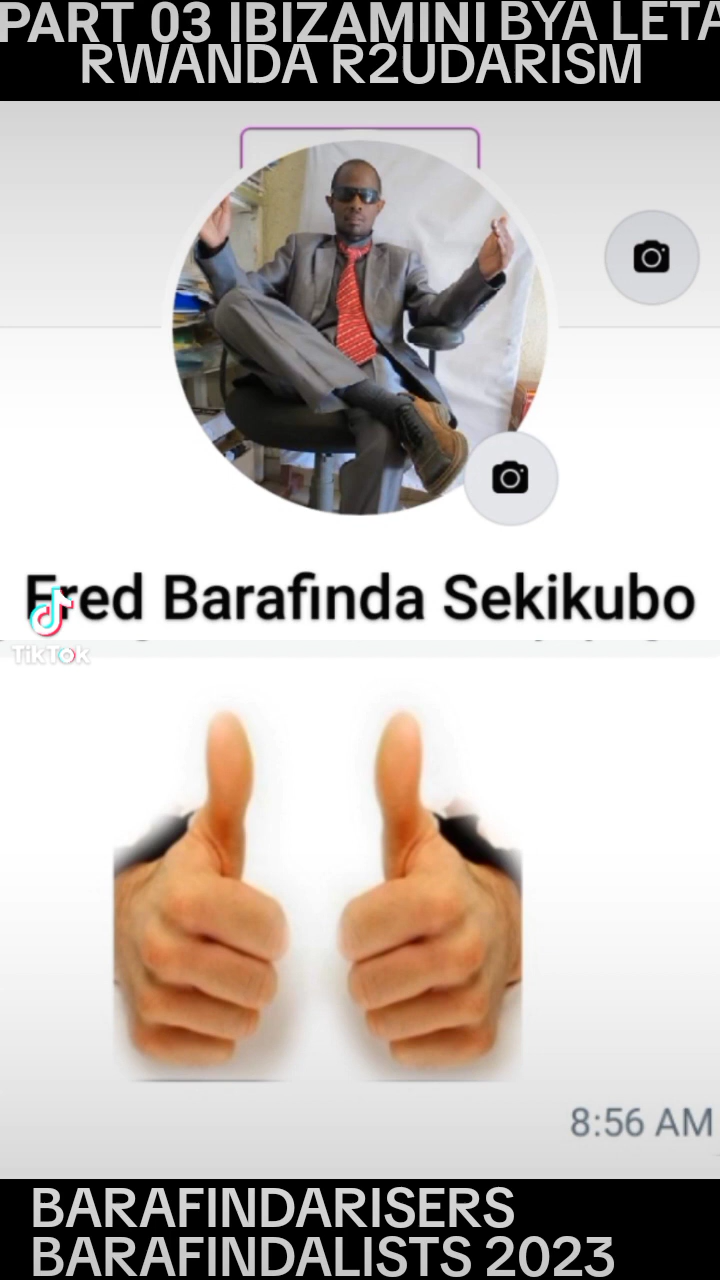 PART 03 IBIZAMINI BYA LETA
RWANDA R2UDARISM
Fred Barafinda Sekikubo
TikTok
8:56 AM
BARAFINDARISERS
BARAFINDALISTS 2023